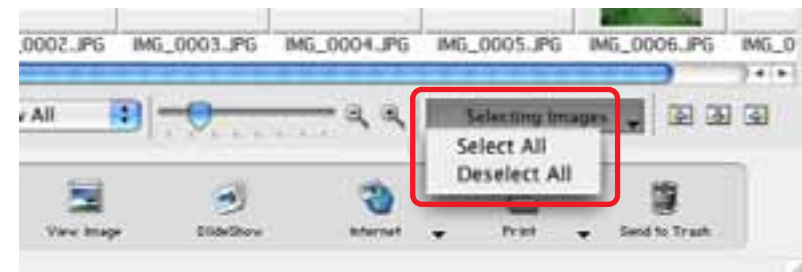 0002.JPG IMG_0003.JPG IMG_0004.JPG IMG_0005.JPG IMG_0006.JPG IMG_0
All Selecting Images
Select All
Deselect All
View Image SlideShow Internet Print Send to Trash